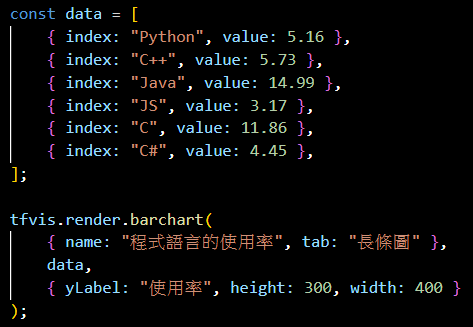 const data = [
    { index: "Python", value: 5.16 },
    { index: "C++", value: 5.73 },
    { index: "Java", value: 14.99 },
    { index: "JS", value: 3.17 },
    { index: "C", value: 11.86 },
    { index: "C#", value: 4.45 },
];

tfvis.render.barchart(
    { name: "程式語言的使用率", tab: "長條圖" },
    data,
    { yLabel: "使用率", height: 300, width: 400 }
);